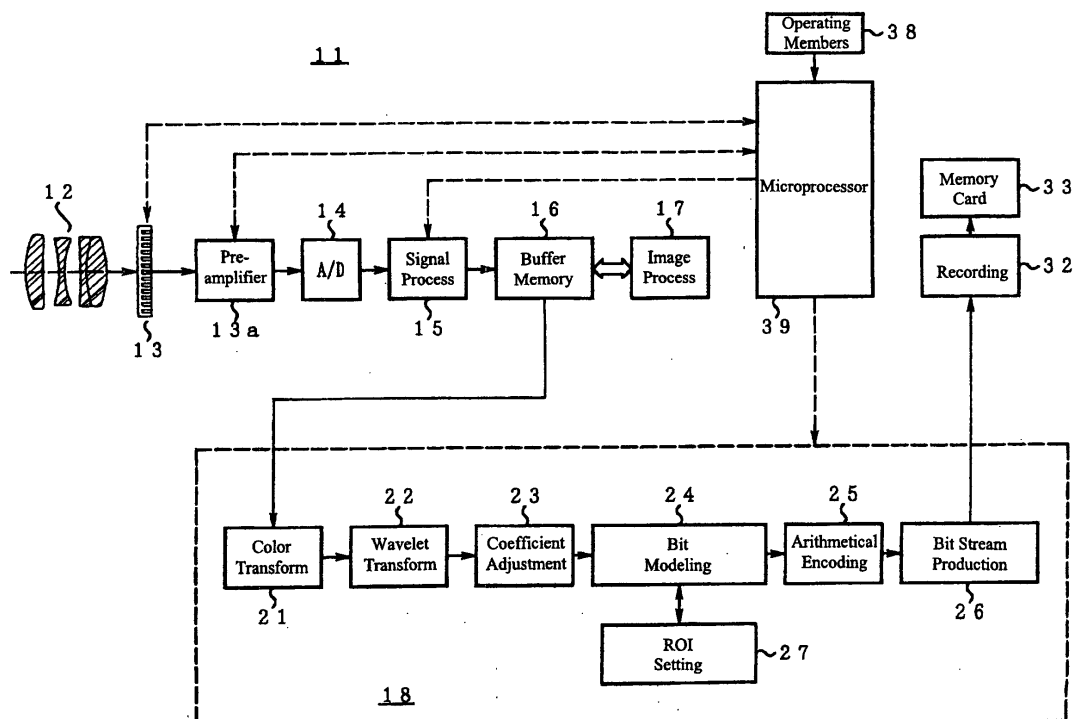 Operating
Members
38
11
12
13
Pre-
amplifier
13a
14
A/D
Signal
Process
15
16
Buffer
Memory
17
Image
Process
Microprocessor
39
Memory
Card
33
Recording
32
Color
Transform
21
22
Wavelet
Transform
23
Coefficient
Adjustment
24
Bit
Modeling
25
Arithmetical
Encoding
Bit Stream
Production
26
ROI
Setting
27
18